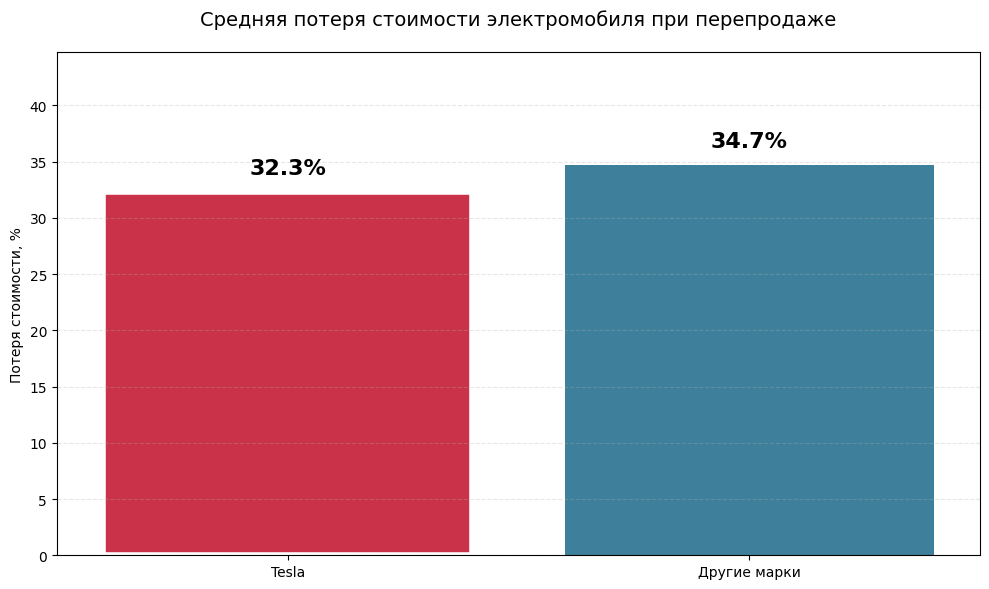 Средняя потеря стоимости электромобиля при перепродаже
Потеря стоимости, %
40
35
30
25
20
15
10
5
0
32.3%
34.7%
Tesla
Другие марки